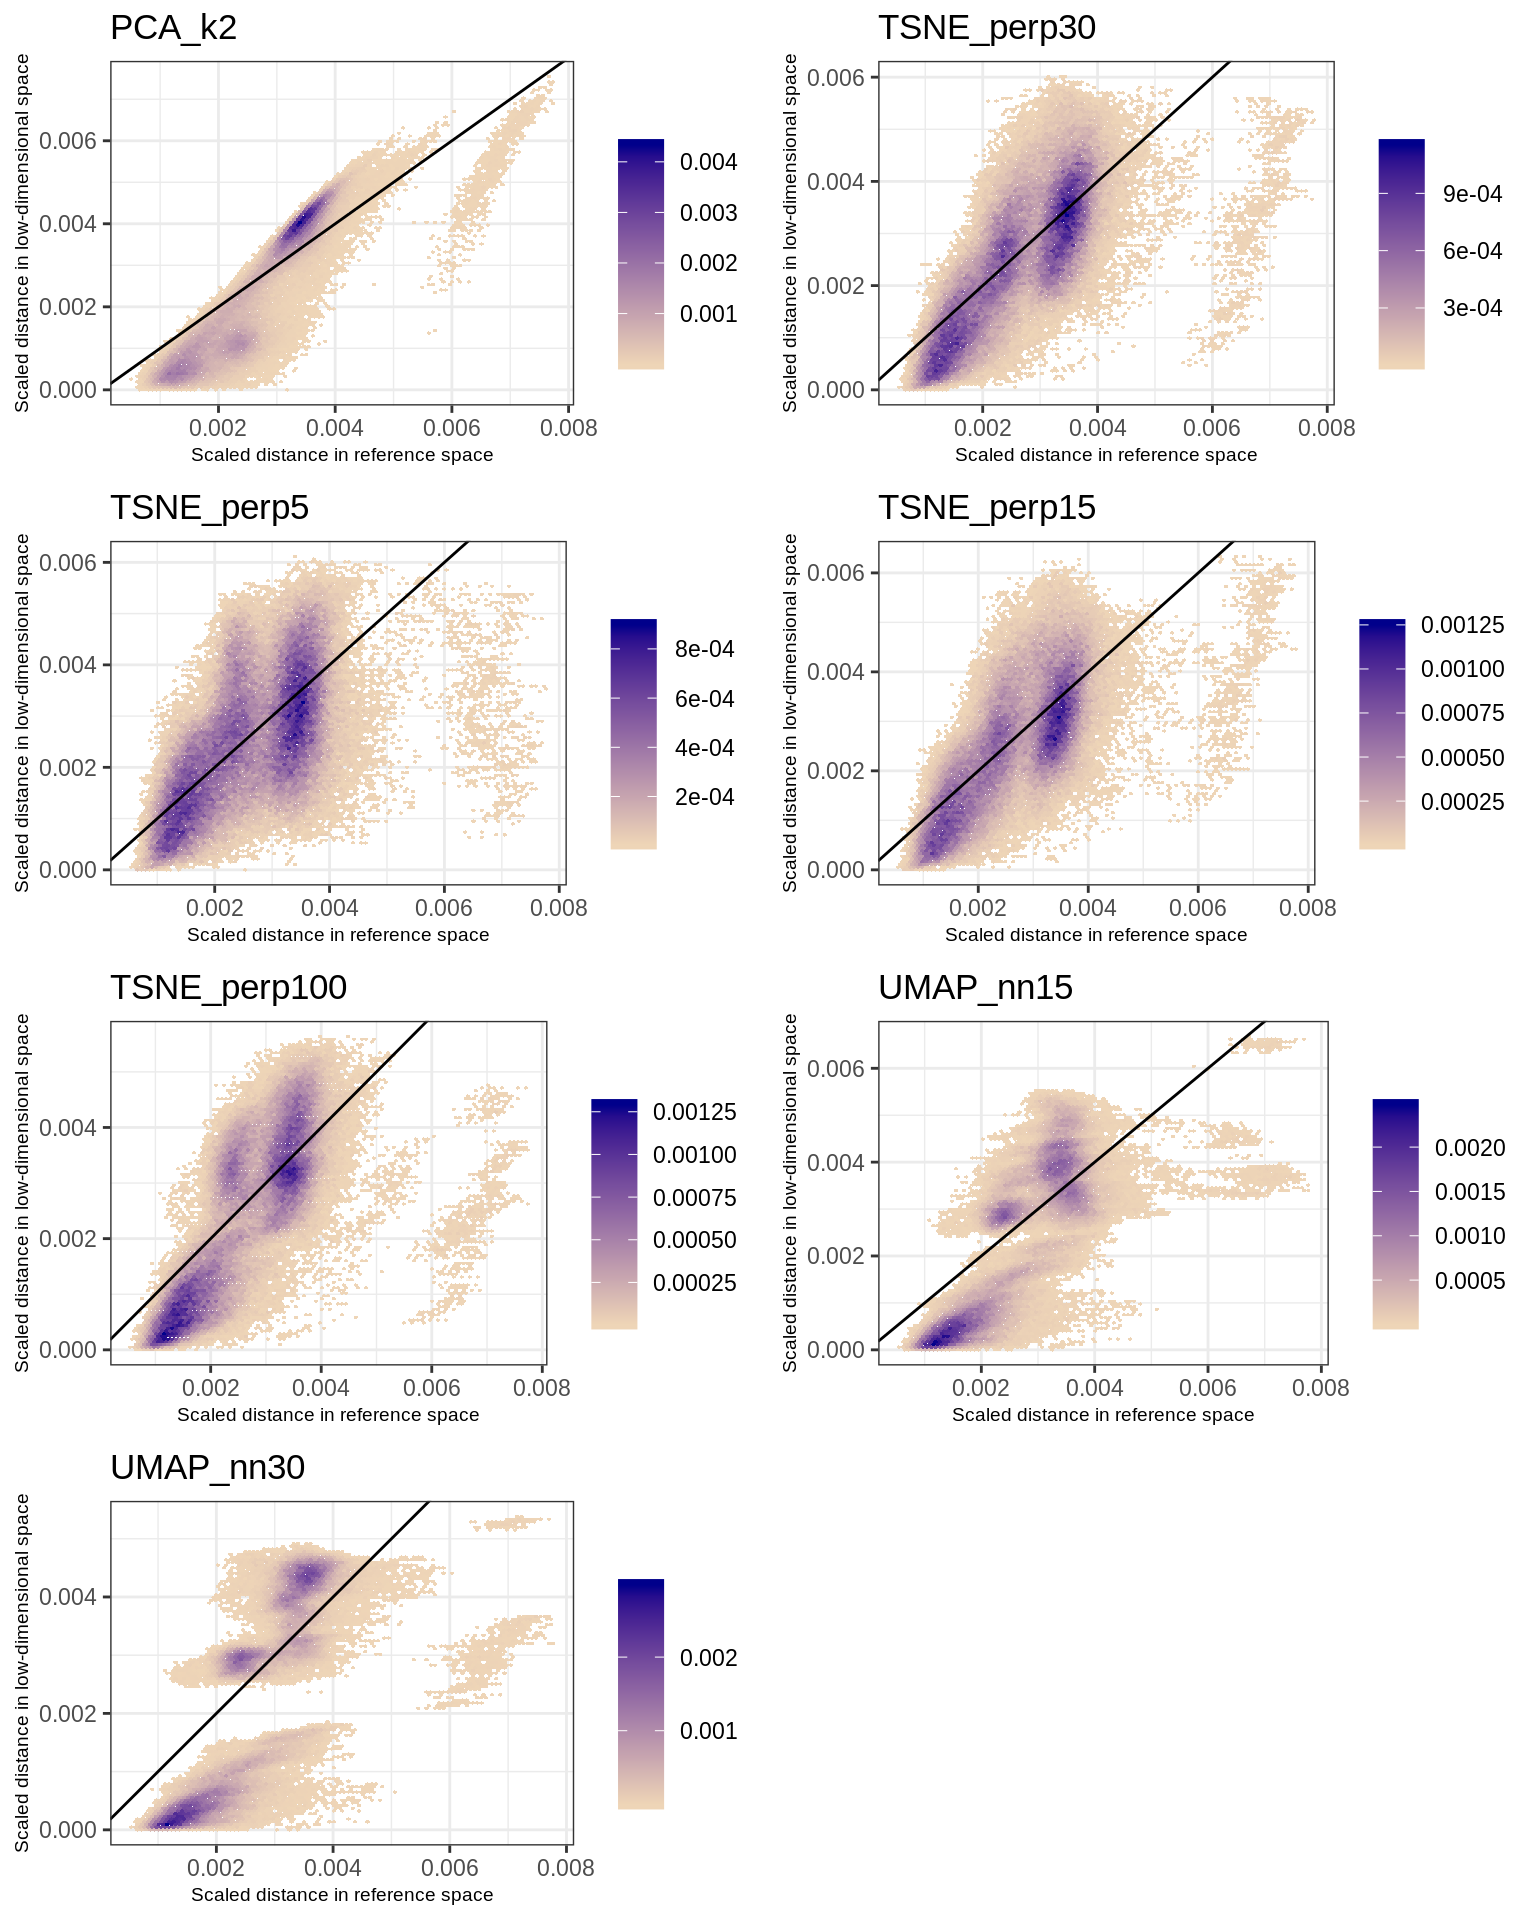 PCA_k2
Scaled distance in low-dimensional space
0.006
0.004
0.002
0.000
0.002 0.004 0.006 0.008
Scaled distance in reference space
0.004
0.003
0.002
0.001
TSNE_perp30
Scaled distance in low-dimensional space
0.006
0.004
0.002
0.000
0.002 0.004 0.006 0.008
Scaled distance in reference space
9e-04
6e-04
3e-04
TSNE_perp5
Scaled distance in low-dimensional space
0.006
0.004
0.002
0.000
0.002 0.004 0.006 0.008
Scaled distance in reference space
8e-04
6e-04
4e-04
2e-04
TSNE_perp15
Scaled distance in low-dimensional space
0.006
0.004
0.002
0.000
0.002 0.004 0.006 0.008
Scaled distance in reference space
0.00125
0.00100
0.00075
0.00050
0.00025
TSNE_perp100
Scaled distance in low-dimensional space
0.004
0.002
0.000
0.002 0.004 0.006 0.008
Scaled distance in reference space
0.00125
0.00100
0.00075
0.00050
0.00025
UMAP_nn15
Scaled distance in low-dimensional space
0.006
0.004
0.002
0.000
0.002 0.004 0.006 0.008
Scaled distance in reference space
0.0020
0.0015
0.0010
0.0005
UMAP_nn30
Scaled distance in low-dimensional space
0.004
0.002
0.000
0.002 0.004 0.006 0.008
Scaled distance in reference space
0.002
0.001